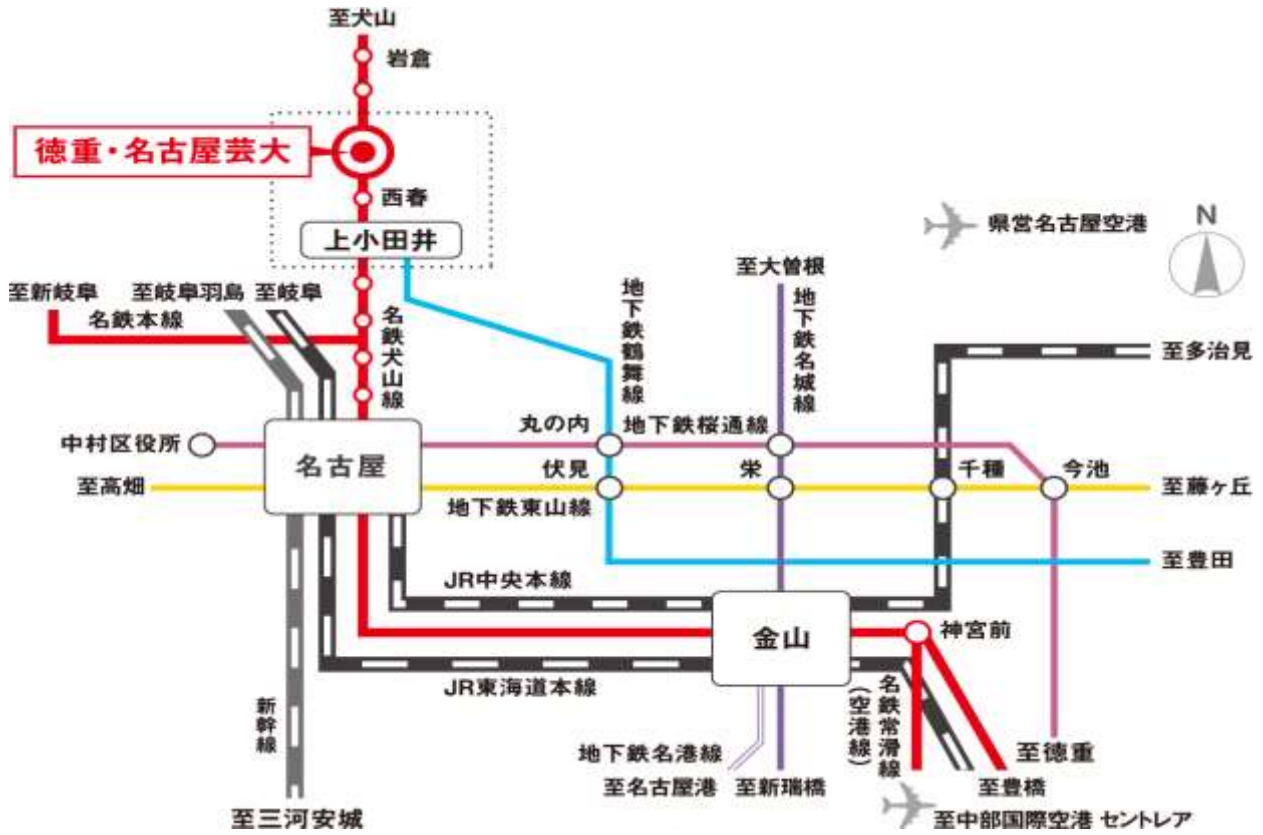 至犬山
岩倉
徳重・名古屋芸大
西春
上小田井
県営名古屋空港
N
至大曽根
至新岐阜
至岐阜羽島
至岐阜
名鉄本線
名鉄犬山線
地下鉄鶴舞線
地下鉄名城線
至多治見
中村区役所
名古屋
丸の内
地下鉄桜通線
至高畑
伏見
栄
千種
今池
至藤ヶ丘
地下鉄東山線
至豊田
JR中央本線
金山
神宮前
JR東海道本線
新幹線
名鉄常滑線
(空港線)
地下鉄名港線
至徳重
至名古屋港
至新瑞橋
至豊橋
至三河安城
至中部国際空港 セントレア